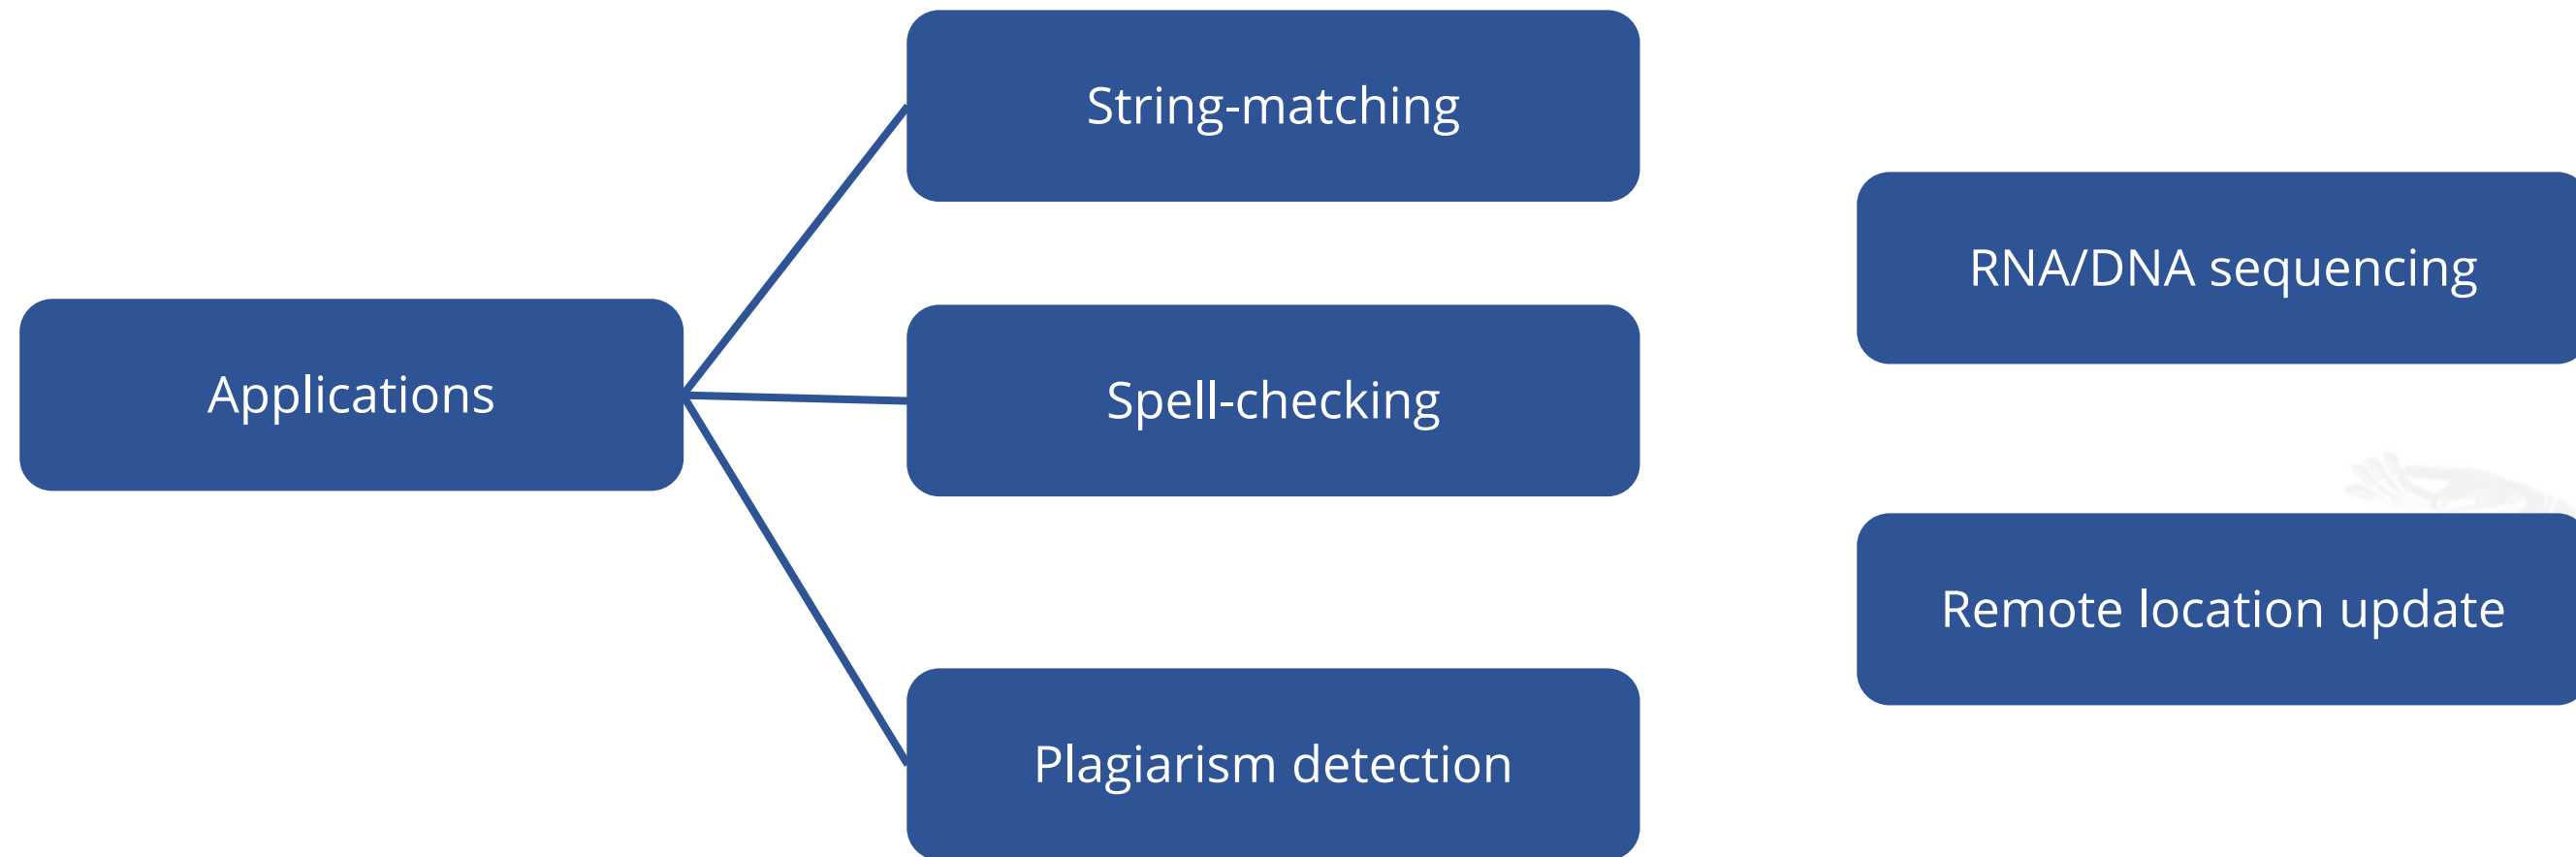 Applications
String-matching
Spell-checking
Plagiarism detection
RNA/DNA sequencing
Remote location update